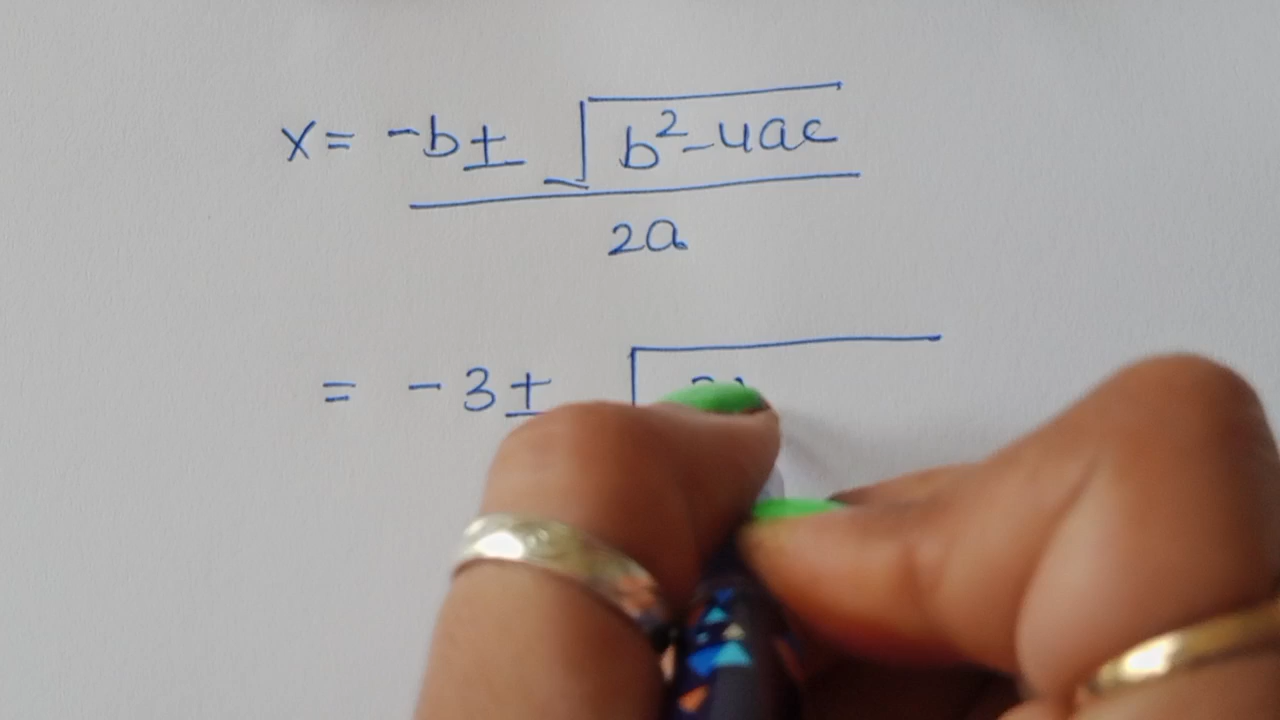 x = -b ± √b²-4ac
2a
= -3 ±